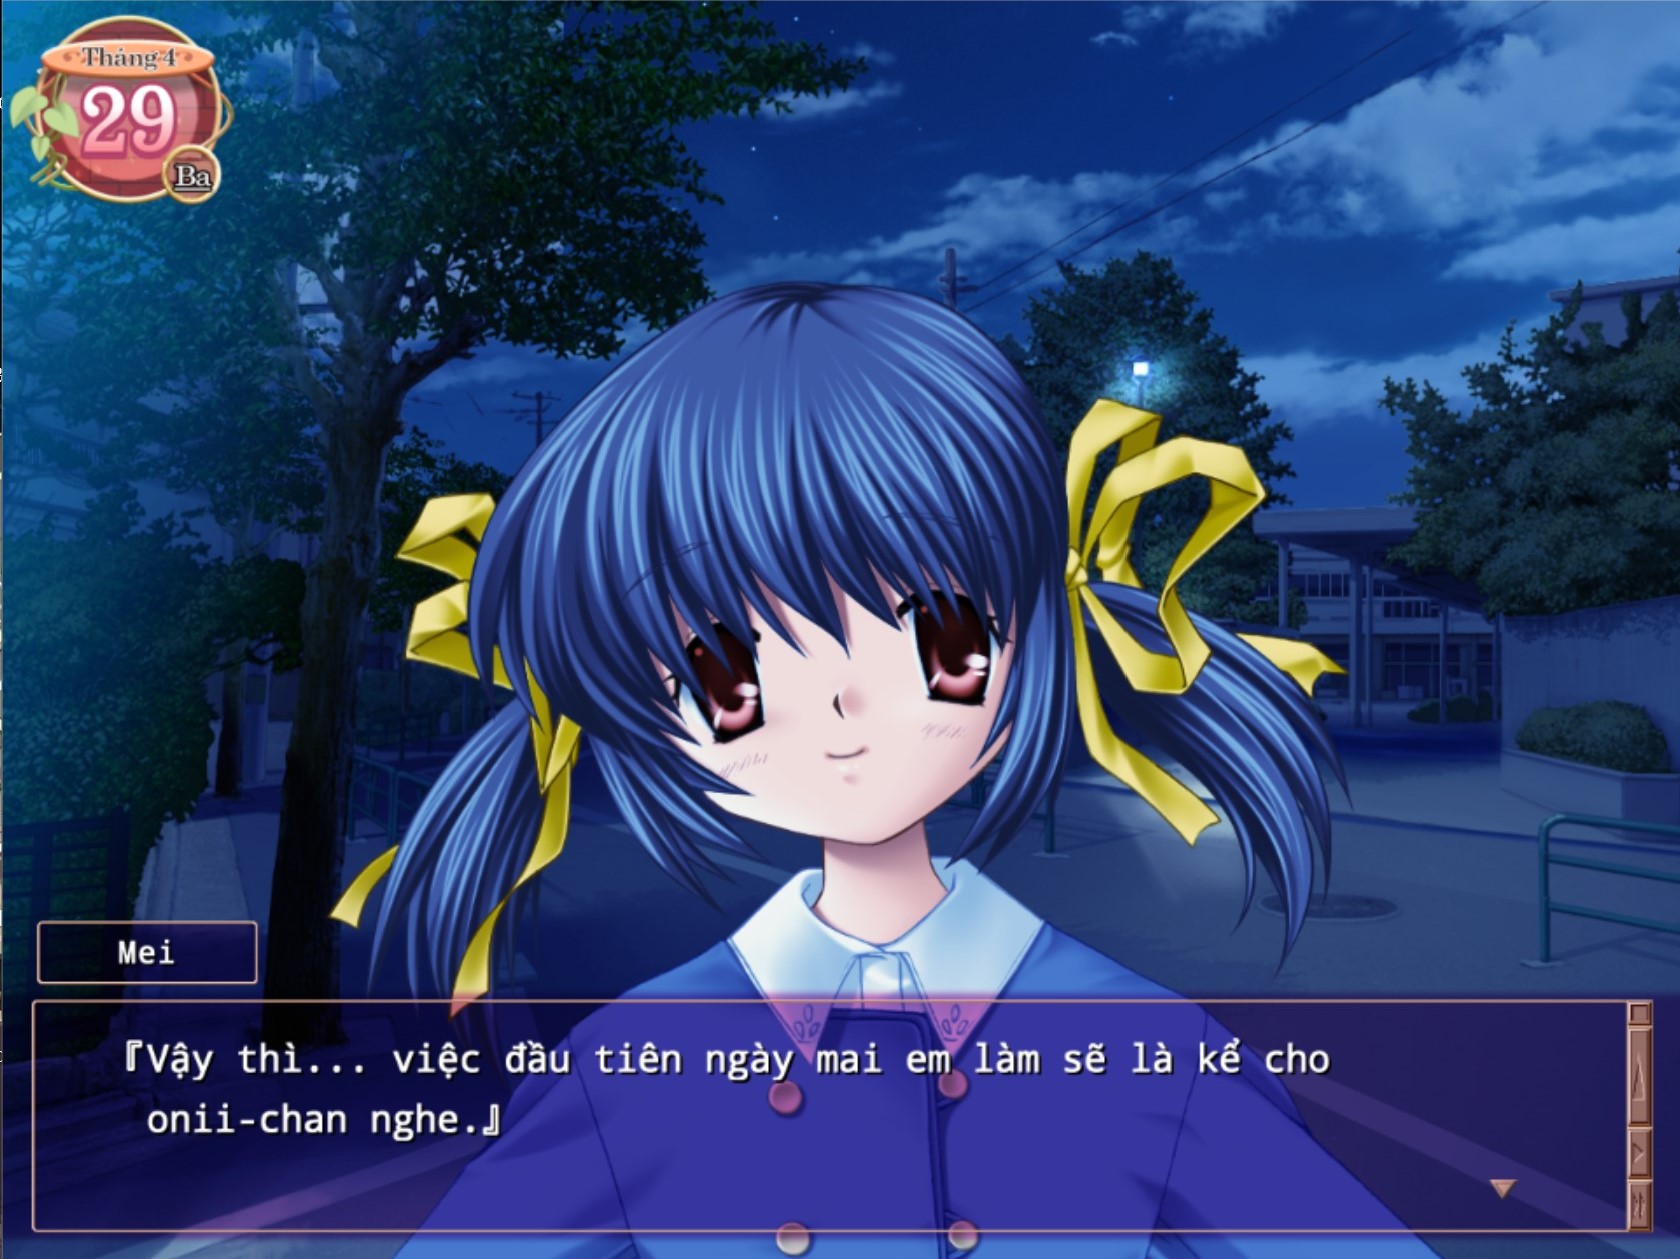 Tháng 4
29
Ba
Mei
『Vậy thì... việc đầu tiên ngày mai em làm sẽ là kể cho
onii-chan nghe.』